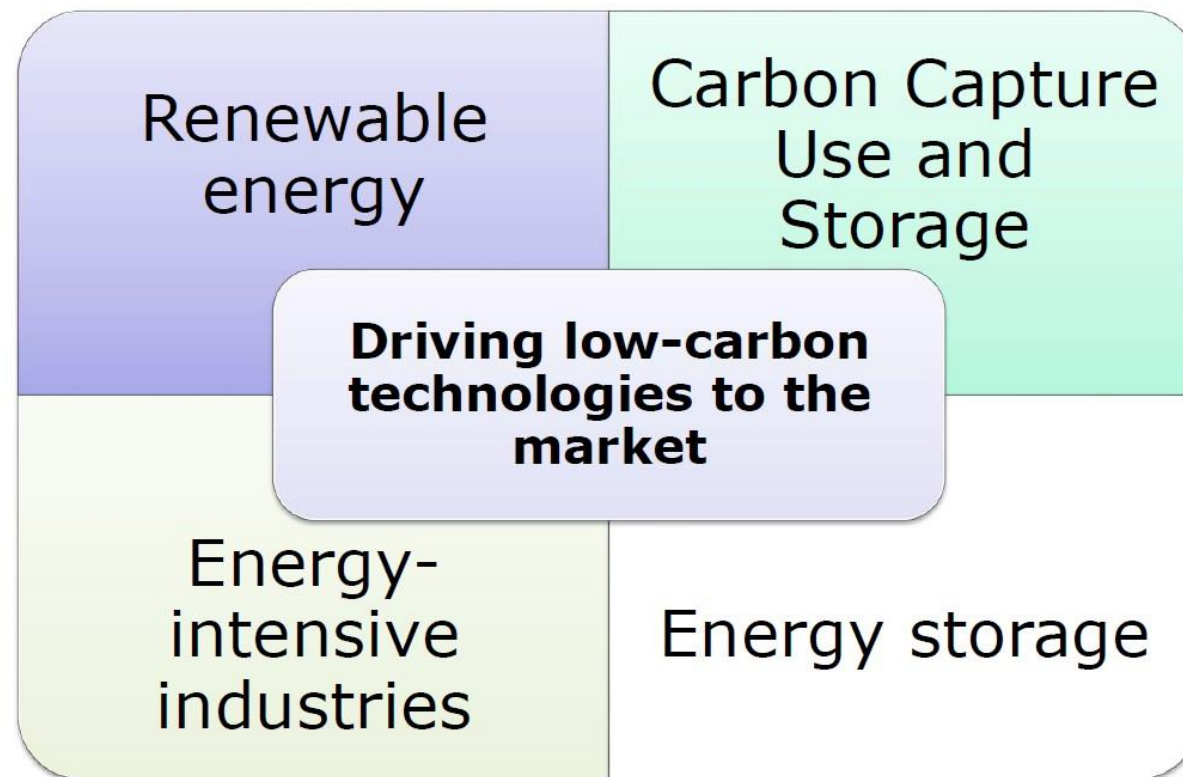 Renewable
energy
Carbon Capture
Use and
Storage
Driving low-carbon
technologies to the
market
Energy-
intensive
industries
Energy storage